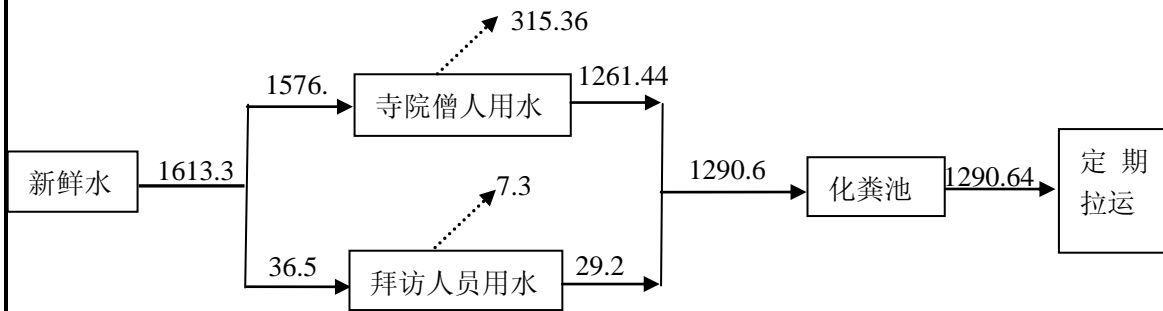 315.36
1576.
寺院僧人用水
1261.44
新鲜水
1613.3
7.3
1290.6
化粪池
1290.64
定 期
拉运
36.5
拜访人员用水
29.2